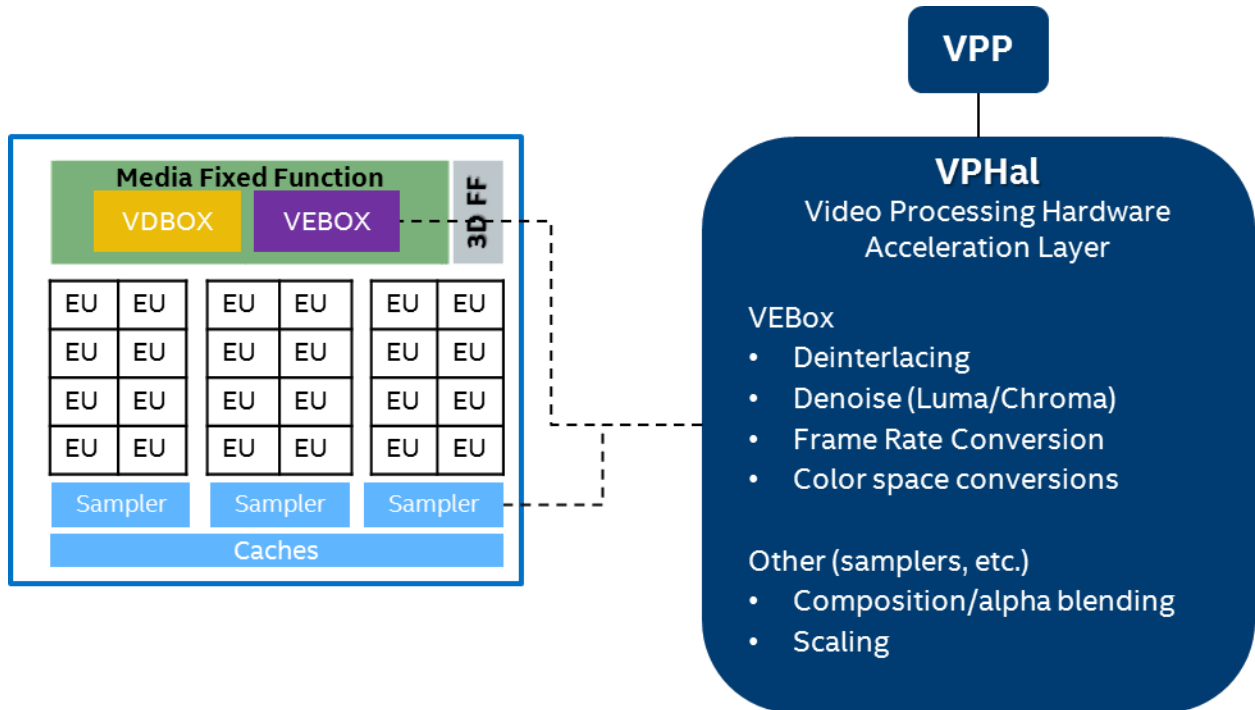 VPP
Media Fixed Function
VDBOX
VEBOX
3D FF
EU EU EU EU EU EU
EU EU EU EU EU EU
EU EU EU EU EU EU
EU EU EU EU EU EU
Sampler Sampler Sampler
Caches
VPHal
Video Processing Hardware
Acceleration Layer
VEBox
• Deinterlacing
• Denoise (Luma/Chroma)
• Frame Rate Conversion
• Color space conversions
Other (samplers, etc.)
• Composition/alpha blending
• Scaling